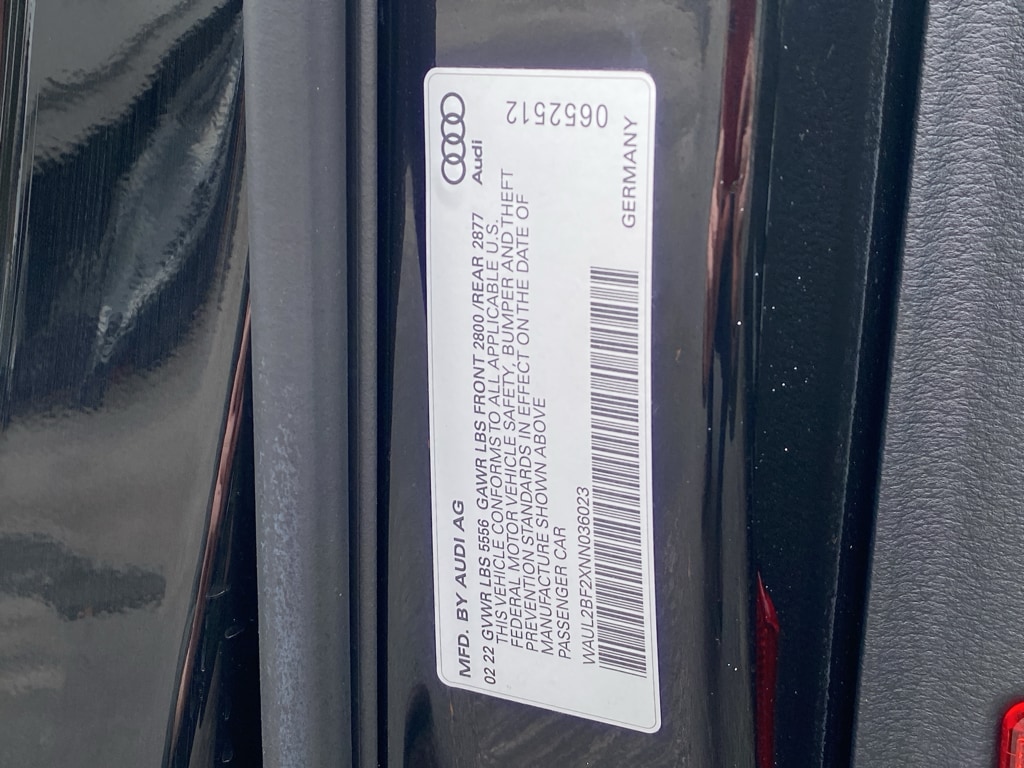 Audi
MFD. BY AUDI AG
02 22 GVWR LBS 5556 GAWR LBS FRONT 2800 /REAR 2877
THIS VEHICLE CONFORMS TO ALL APPLICABLE U.S.
FEDERAL MOTOR VEHICLE SAFETY, BUMPER AND THEFT
PREVENTION STANDARDS IN EFFECT ON THE DATE OF
MANUFACTURE SHOWN ABOVE
PASSENGER CAR
WAUL2BF2XNN036023
GERMANY
0652512